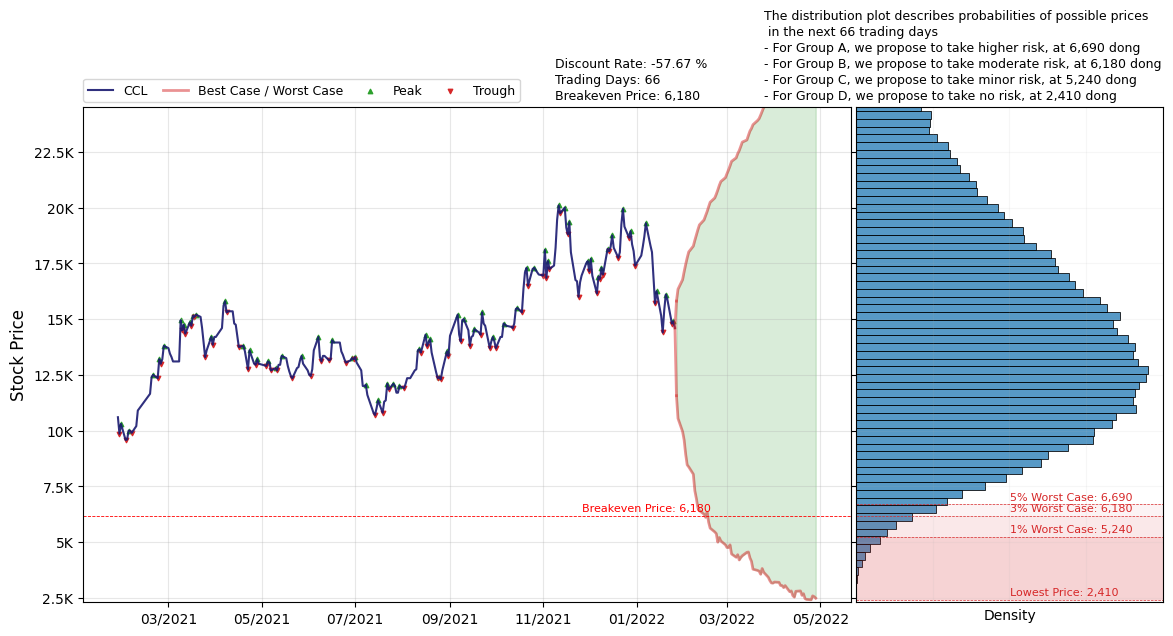 The distribution plot describes probabilities of possible prices
in the next 66 trading days
- For Group A, we propose to take higher risk, at 6,690 dong
- For Group B, we propose to take moderate risk, at 6,180 dong
- For Group C, we propose to take minor risk, at 5,240 dong
- For Group D, we propose to take no risk, at 2,410 dong
Discount Rate: -57.67 %
Trading Days: 66
Breakeven Price: 6,180
CCL
Best Case / Worst Case
Peak
Trough
Stock Price
22.5K
20K
17.5K
15K
12.5K
10K
7.5K
5K
2.5K
Breakeven Price: 6,180
5% Worst Case: 6,690
3% Worst Case: 6,180
1% Worst Case: 5,240
Lowest Price: 2,410
03/2021
05/2021
07/2021
09/2021
11/2021
01/2022
03/2022
05/2022
Density